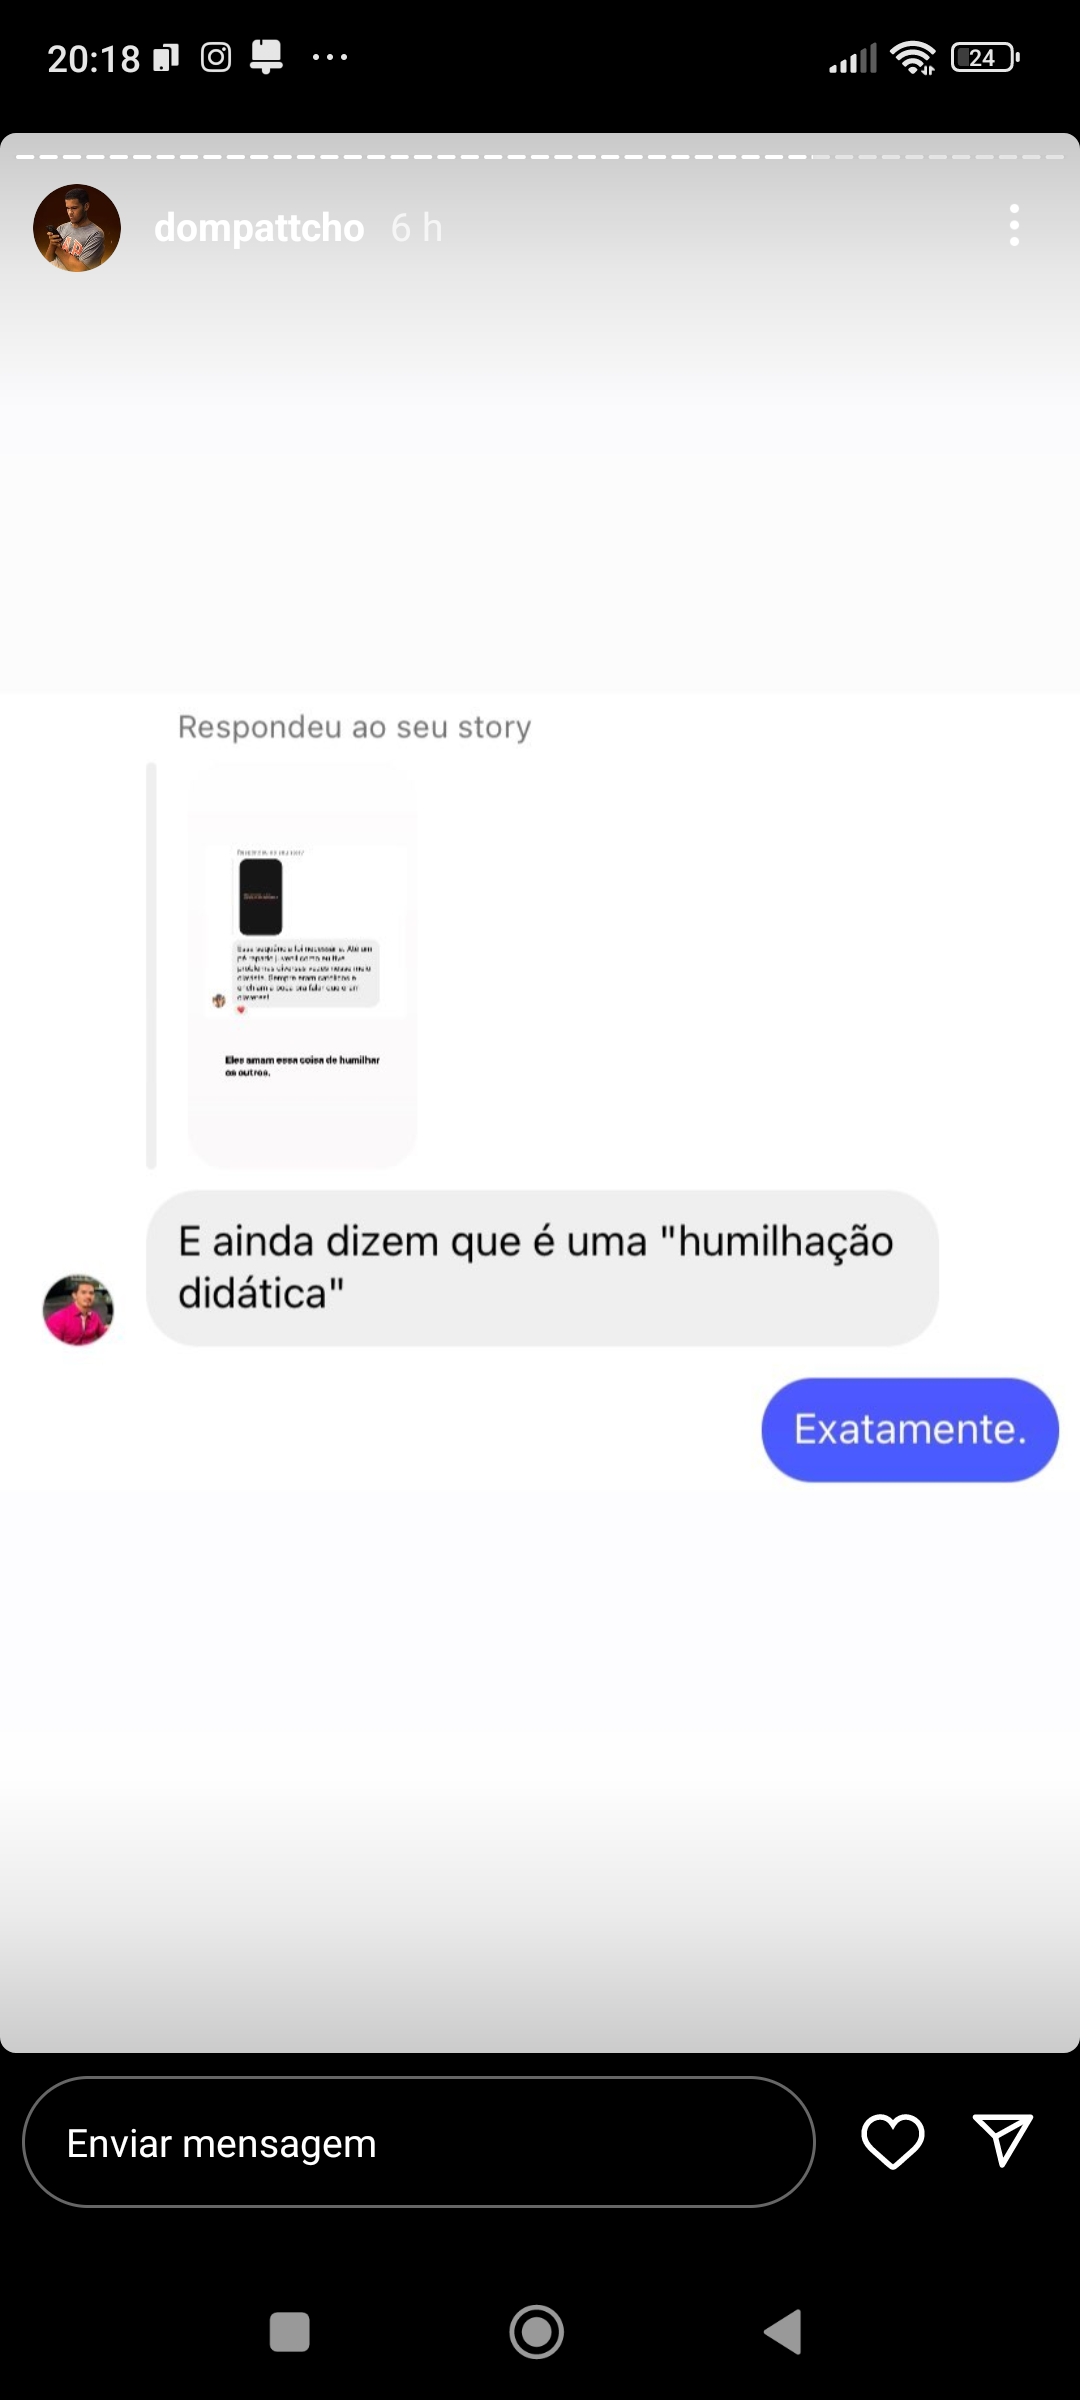 20:18
24
dompattcho 6 h
Respondeu ao seu story
Eles amam essa coisa de humilhar
os outros.
E ainda dizem que é uma "humilhação
didática"
Exatamente.
Enviar mensagem